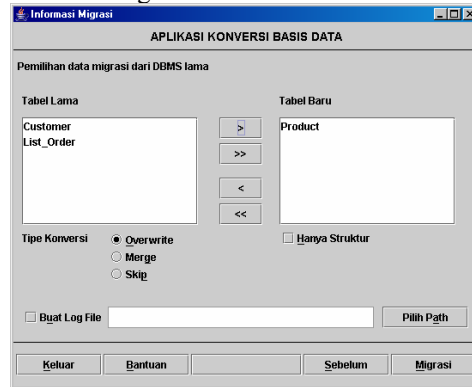 Informasi Migrasi
APLIKASI KONVERSI BASIS DATA
Pemilihan data migrasi dari DBMS lama
Tabel Lama
Tabel Baru
Customer
List_Order
>
>>
<
<<
Product
Tipe Konversi
Overwrite
Merge
Skip
Hanya Struktur
Buat Log File
Pilih Path
Keluar
Bantuan
Sebelum
Migrasi